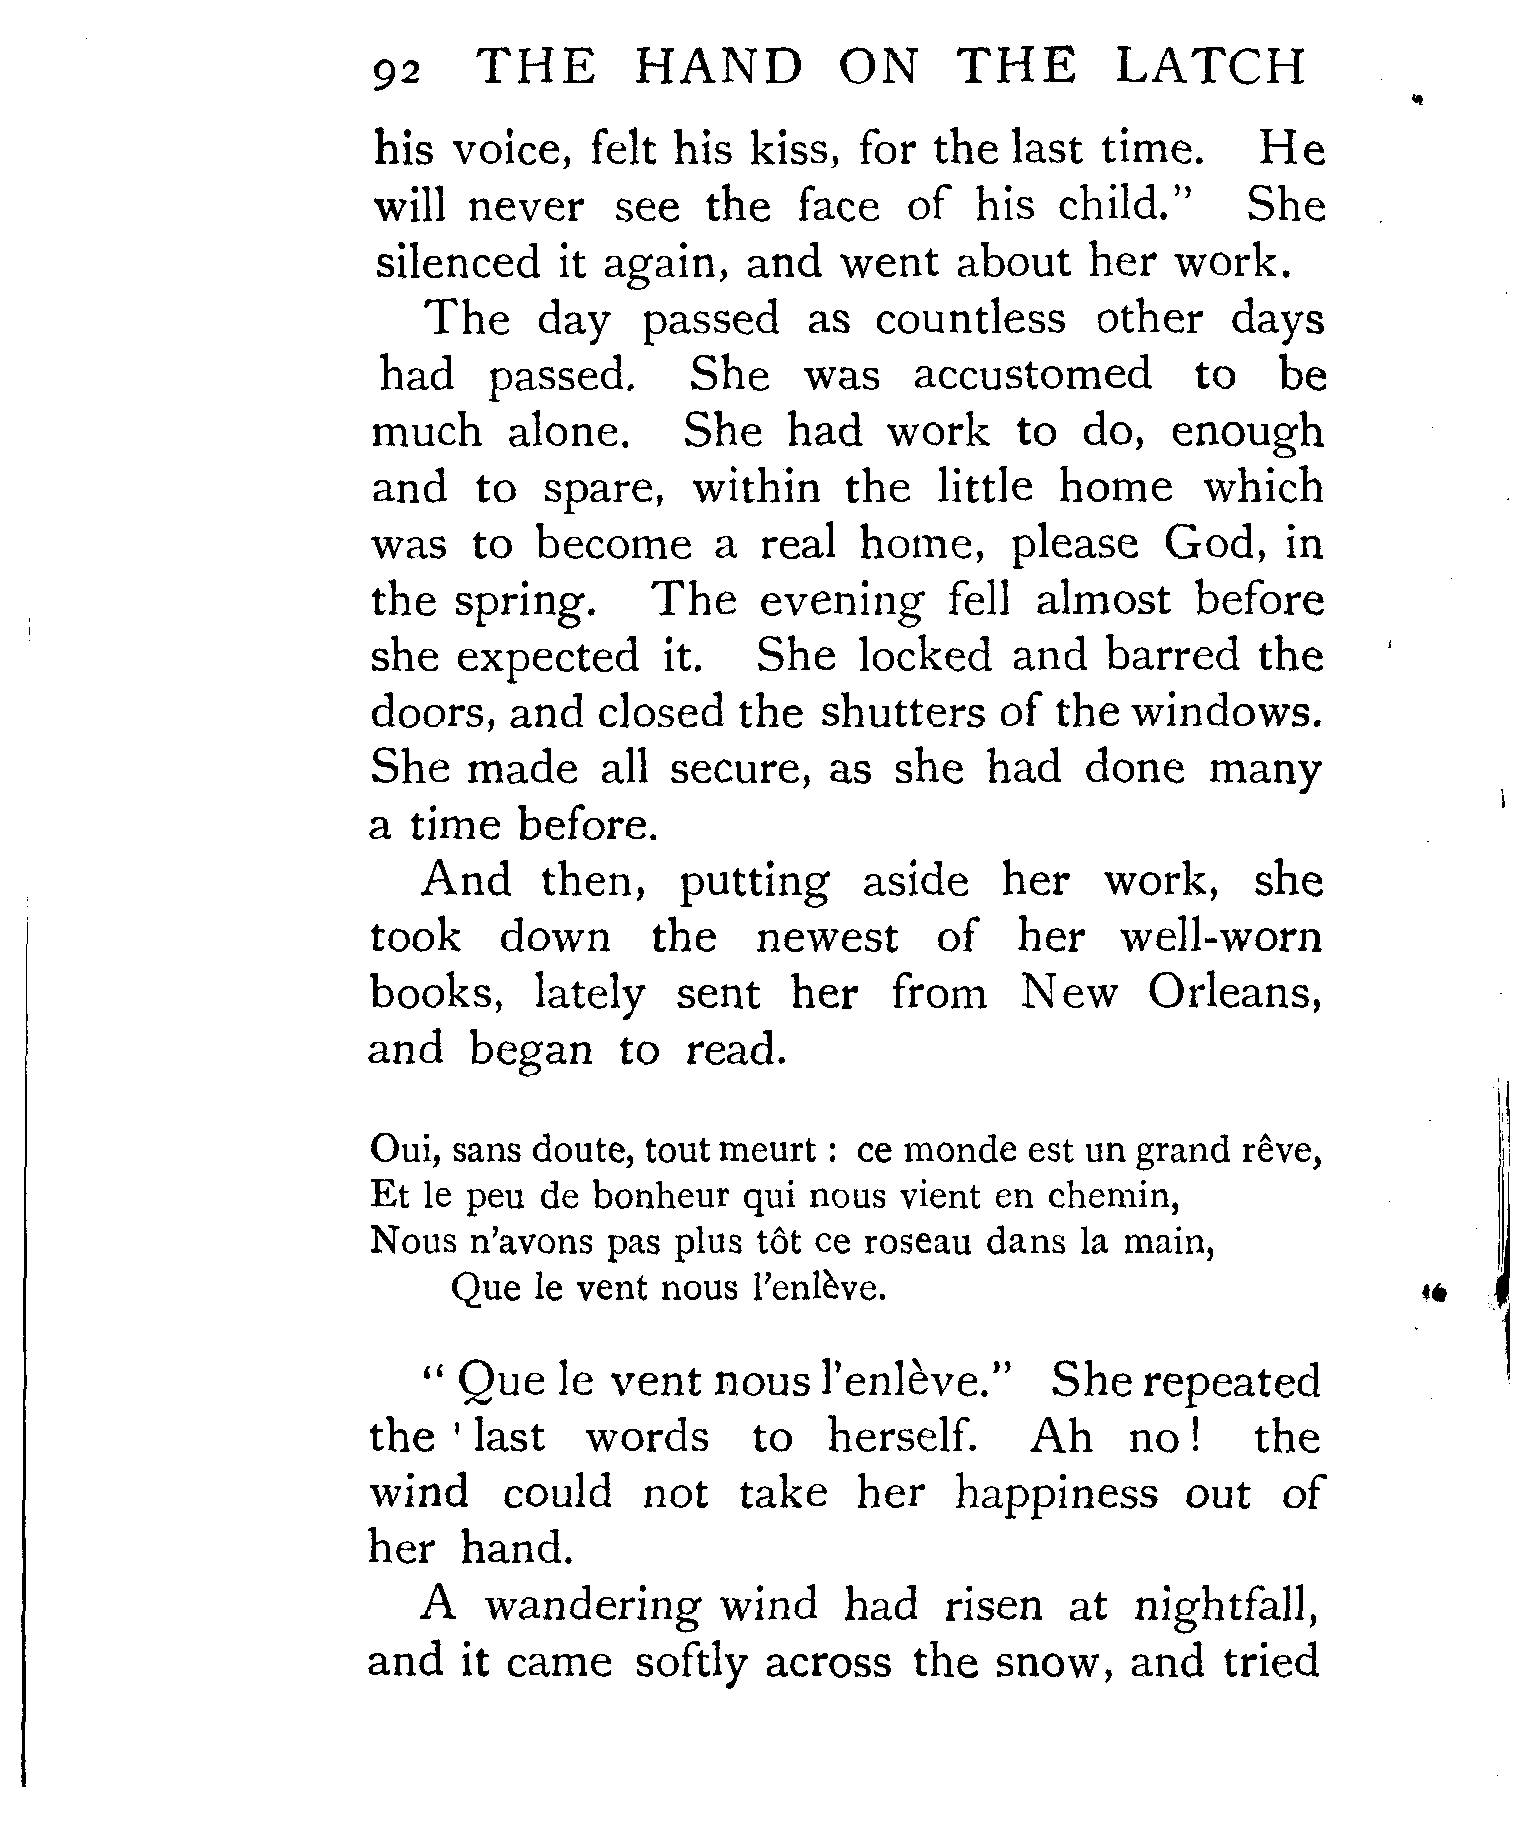 92 THE HAND ON THE LATCH
his voice, felt his kiss, for the last time. He
will never see the face of his child.” She
silenced it again, and went about her work.
The day passed as countless other days
had passed. She was accustomed to be
much alone. She had work to do, enough
and to spare, within the little home which
was to become a real home, please God, in
the spring. The evening fell almost before
she expected it. She locked and barred the
doors, and closed the shutters of the windows.
She made all secure, as she had done many
a time before.
And then, putting aside her work, she
took down the newest of her well-worn
books, lately sent her from New Orleans,
and began to read.
Oui, sans doute, tout meurt : ce monde est un grand rêve,
Et le peu de bonheur qui nous vient en chemin,
Nous n’avons pas plus tôt ce roseau dans la main,
Que le vent nous l’enlève.
“ Que le vent nous l’enlève.” She repeated
the last words to herself. Ah no ! the
wind could not take her happiness out of
her hand.
A wandering wind had risen at nightfall,
and it came softly across the snow, and tried